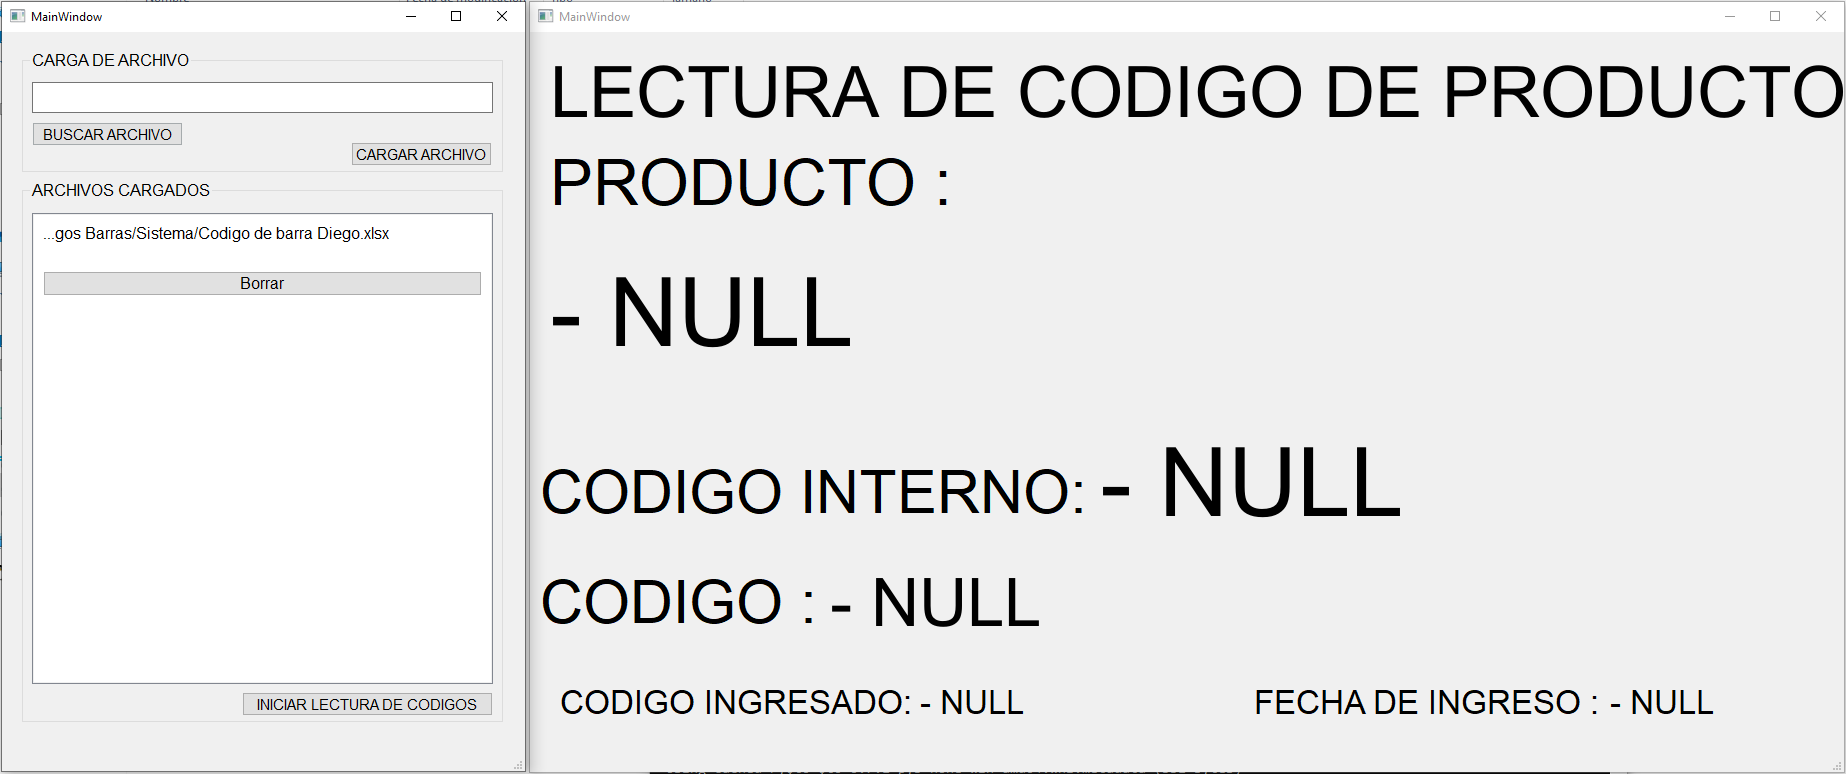 MainWindow
CARGA DE ARCHIVO
BUSCAR ARCHIVO
CARGAR ARCHIVO
ARCHIVOS CARGADOS
...gos Barras/Sistema/Codigo de barra Diego.xlsx
Borrar
INICIAR LECTURA DE CODIGOS
MainWindow
LECTURA DE CODIGO DE PRODUCTO
PRODUCTO :
- NULL
CODIGO INTERNO: - NULL
CODIGO : - NULL
CODIGO INGRESADO: - NULL
FECHA DE INGRESO : - NULL